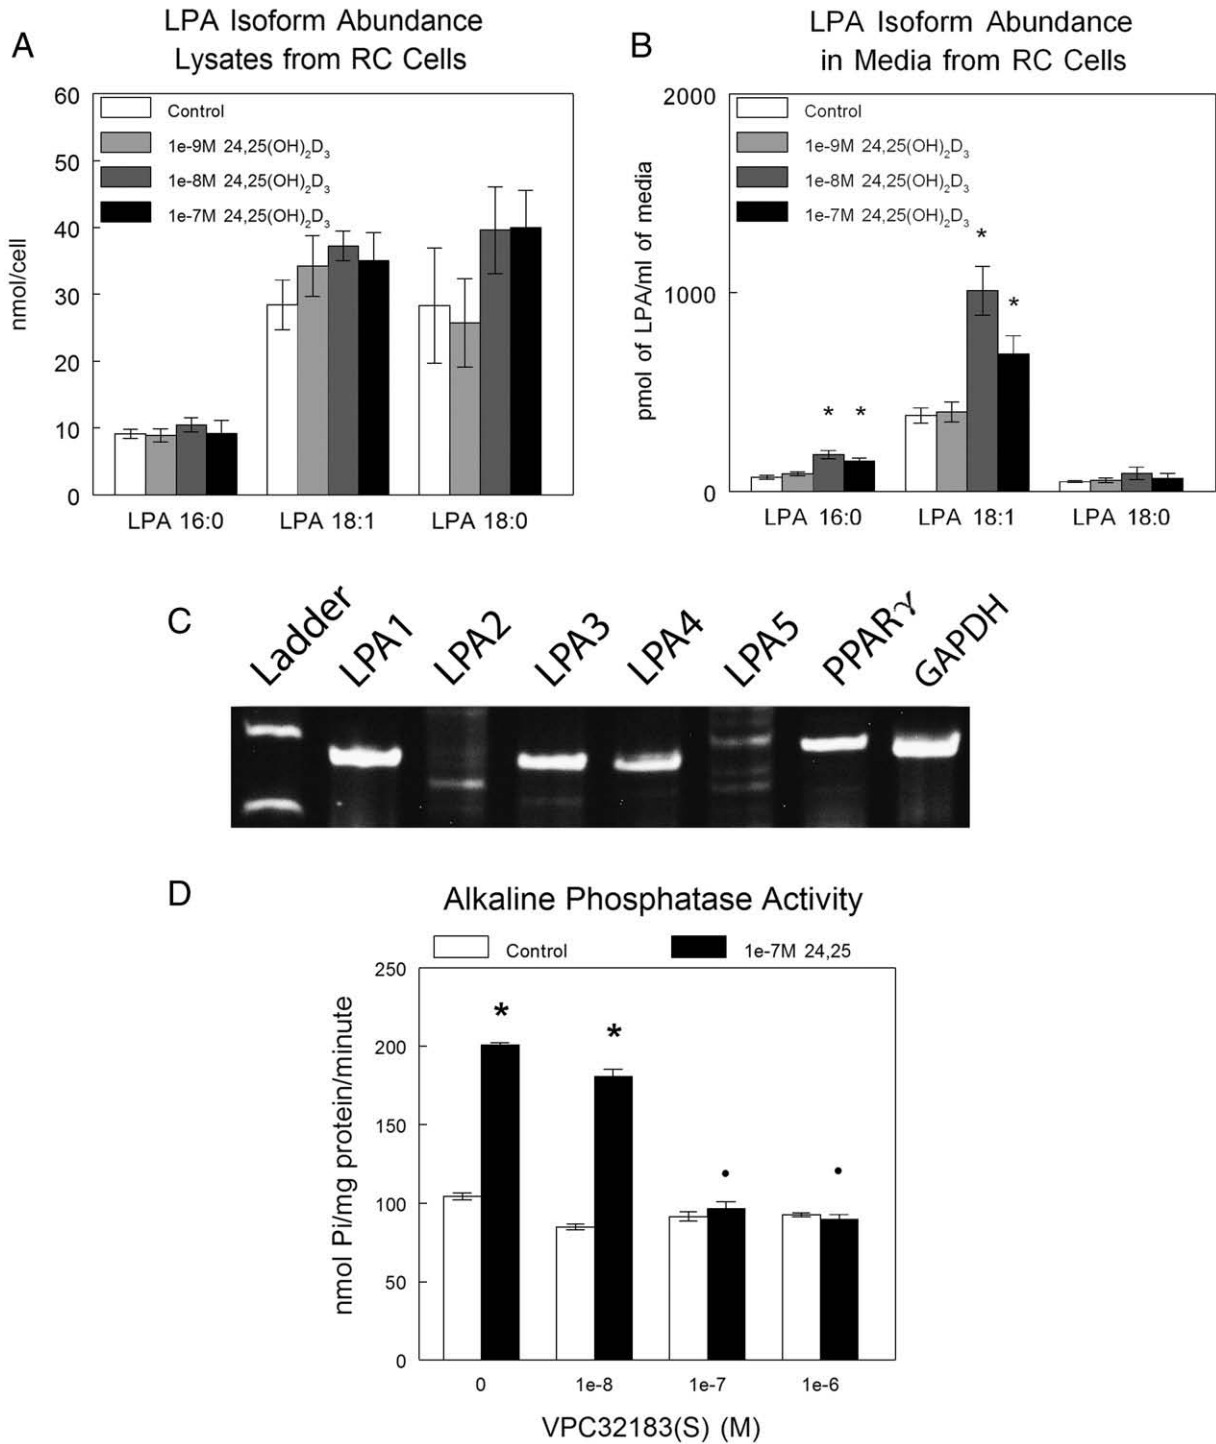 A
LPA Isoform Abundance
Lysates from RC Cells
60
50
40
30
20
10
0
nmol/cell
Control
1e-9M 24,25(OH)₂D₃
1e-8M 24,25(OH)₂D₃
1e-7M 24,25(OH)₂D₃
LPA 16:0 LPA 18:1 LPA 18:0
B
LPA Isoform Abundance
in Media from RC Cells
2000
1000
0
pmol of LPA/ml of media
Control
1e-9M 24,25(OH)₂D₃
1e-8M 24,25(OH)₂D₃
1e-7M 24,25(OH)₂D₃
*
*
* *
LPA 16:0 LPA 18:1 LPA 18:0
C
Ladder LPA1 LPA2 LPA3 LPA4 LPA5 PPARγ GAPDH
D
Alkaline Phosphatase Activity
Control 1e-7M 24,25
250
200
150
100
50
0
nmol Pi/mg protein/minute
* *
• •
0 1e-8 1e-7 1e-6
VPC32183(S) (M)